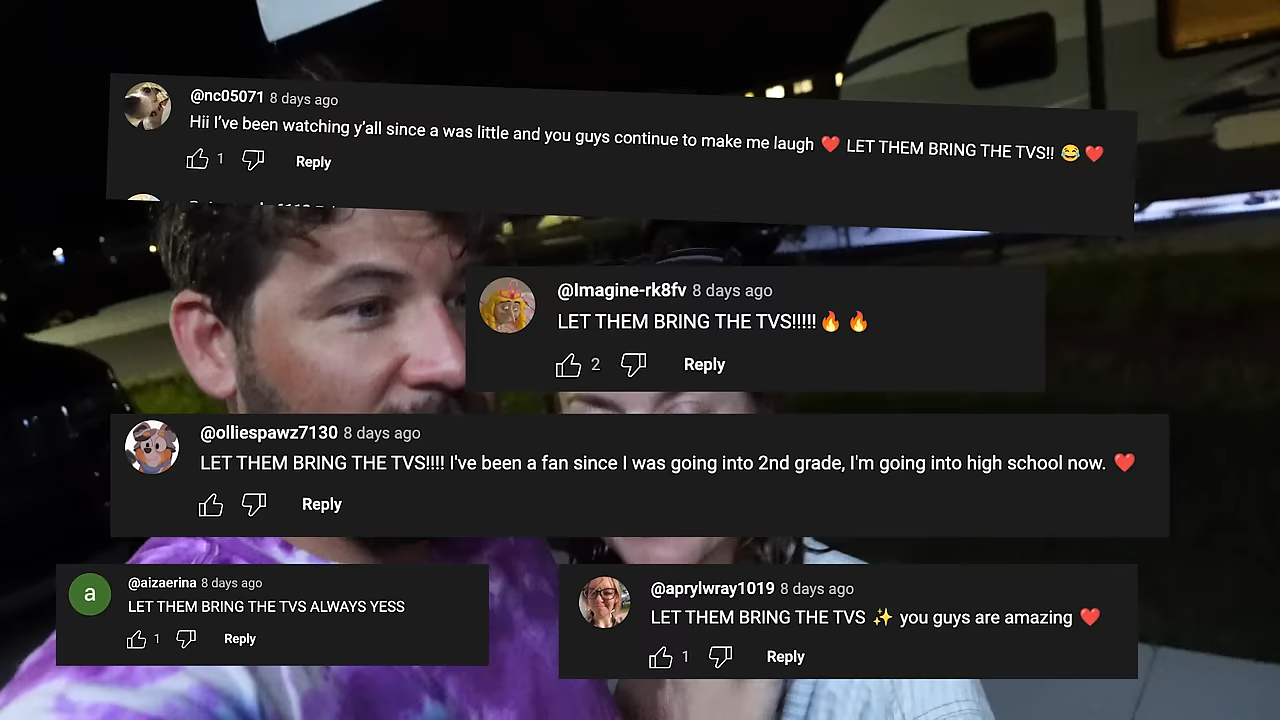 @nc05071 8 days ago
Hii I've been watching y'all since a was little and you guys continue to make me laugh ❤️ LET THEM BRING THE TVS!! 😂❤️
1 Reply
@Imagine-rk8fv 8 days ago
LET THEM BRING THE TVS!!!!!🔥 🔥
2 Reply
@olliespawz7130 8 days ago
LET THEM BRING THE TVS!!!! I've been a fan since I was going into 2nd grade, I'm going into high school now. ❤️
Reply
a
@aizaerina 8 days ago
LET THEM BRING THE TVS ALWAYS YESS
1 Reply
@aprylwray1019 8 days ago
LET THEM BRING THE TVS ✨ you guys are amazing ❤️
1 Reply